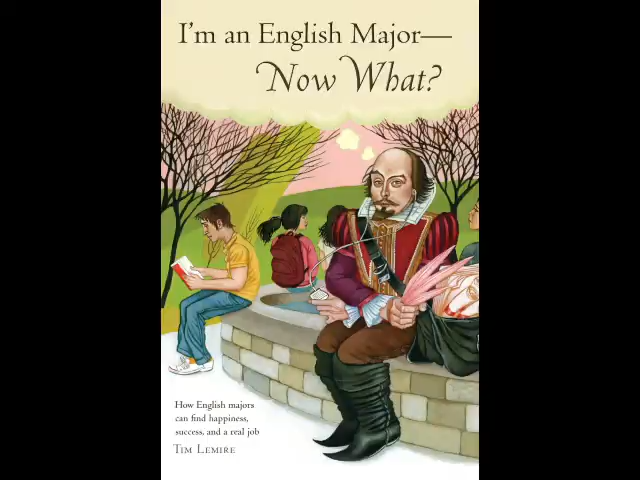 I'm an English Major—
Now What?
How English majors
can find happiness,
success, and a real job
Tim Lemire